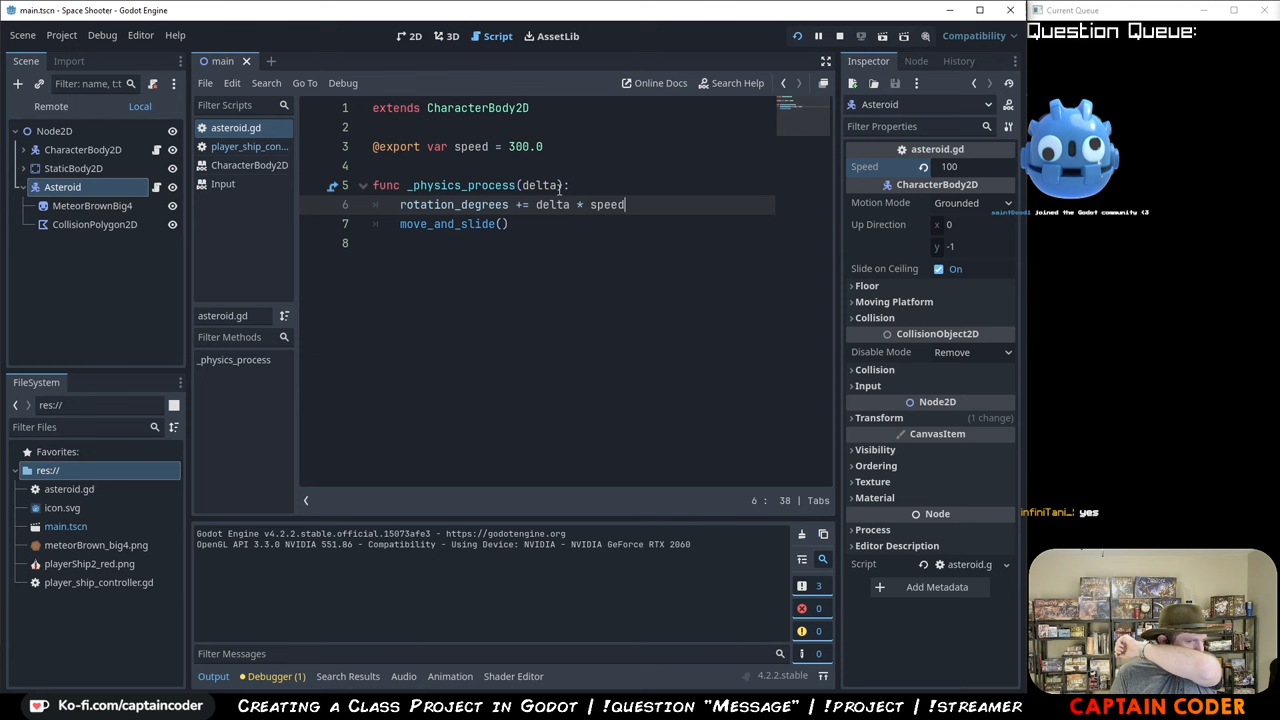 main.tscn - Space Shooter - Godot Engine
Current Queue
Scene Project Debug Editor Help
2D 3D Script AssetLib
Compatibility
Question Queue:
Scene Import
main
Inspector Node History
Filter: name, t:t
File Edit Search Go To Debug
Online Docs Search Help
Remote Local
Filter Scripts
Asteroid
Node2D
CharacterBody2D
StaticBody2D
Asteroid
MeteorBrownBig4
CollisionPolygon2D
asteroid.gd
player_ship_con...
CharacterBody2D
Input
1 extends CharacterBody2D
2
3 @export var speed = 300.0
4
5 func _physics_process(delta):
6 rotation_degrees += delta * speed
7 move_and_slide()
8
Filter Properties
asteroid.gd
Speed 100
CharacterBody2D
Motion Mode Grounded
Up Direction x 0
y -1
Slide on Ceiling On
Floor
Moving Platform
Collision
CollisionObject2D
Disable Mode Remove
Collision
Input
Node2D
Transform (1 change)
CanvasItem
Visibility
Ordering
Texture
Material
Node
Process
Editor Description
Script asteroid.g
Add Metadata
asteroid.gd
Filter Methods
_physics_process
6 : 38 | Tabs
FileSystem
res://
Filter Files
Favorites:
res://
asteroid.gd
icon.svg
main.tscn
meteorBrown_big4.png
playerShip2_red.png
player_ship_controller.gd
Godot Engine v4.2.2.stable.official.15073afe3 - https://godotengine.org
OpenGL API 3.3.0 NVIDIA 551.86 - Compatibility - Using Device: NVIDIA - NVIDIA GeForce RTX 2060
3
0
0
0
Filter Messages
Output Debugger (1) Search Results Audio Animation Shader Editor
4.2.2.stable
joined the Godot community <3
infiniTani_: yes
Ko-fi.com/captaincoder
Creating a Class Project in Godot | !question "Message" | !project | !streamer
CAPTAIN CODER